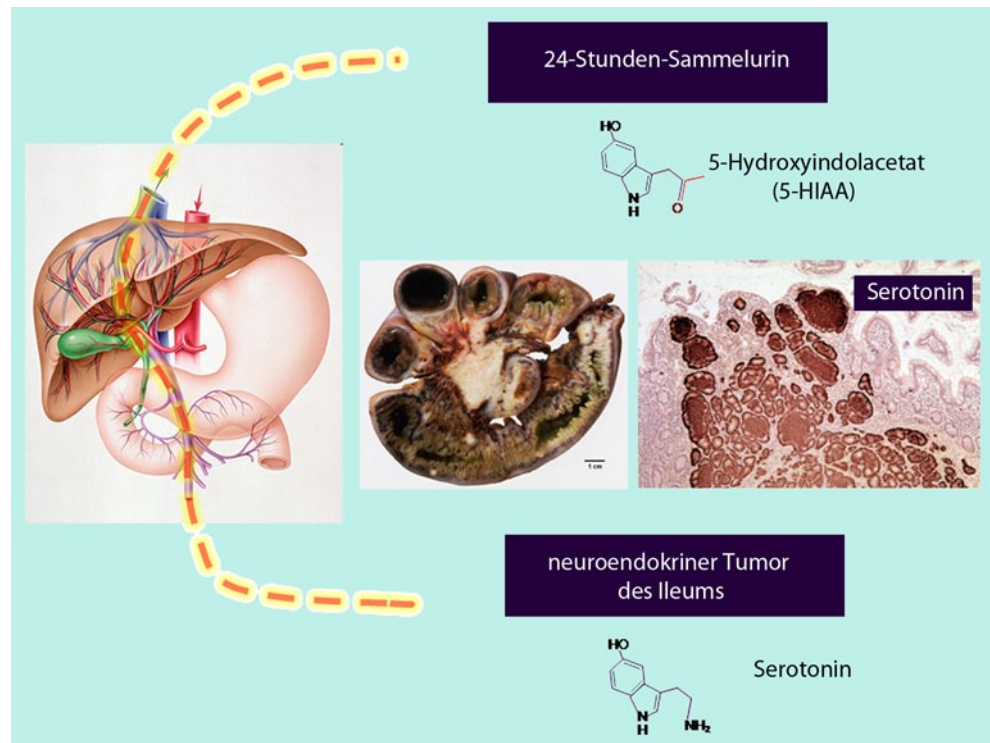 24-Stunden-Sammelurin
HO
5-Hydroxyindolacetat
(5-HIAA)
N
H
O
Serotonin
1 cm
neuroendokriner Tumor
des Ileums
HO
Serotonin
N
H
NH₂